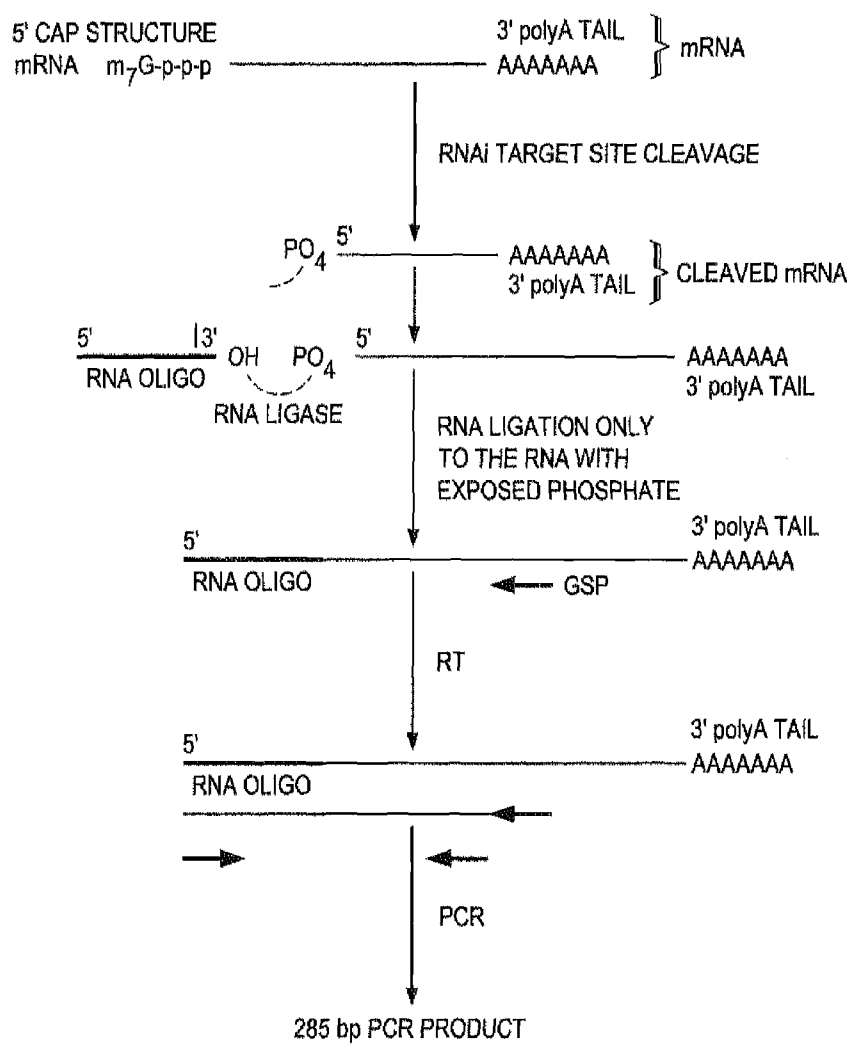 5' CAP STRUCTURE
mRNA m7G-p-p-p
3' polyA TAIL
AAAAAAA
mRNA
RNAi TARGET SITE CLEAVAGE
PO4
5'
AAAAAAA
3' polyA TAIL
CLEAVED mRNA
5'
3'
RNA OLIGO
OH
PO4
5'
RNA LIGASE
AAAAAAA
3' polyA TAIL
RNA LIGATION ONLY
TO THE RNA WITH
EXPOSED PHOSPHATE
5'
RNA OLIGO
3' polyA TAIL
AAAAAAA
GSP
RT
5'
RNA OLIGO
3' polyA TAIL
AAAAAAA
PCR
285 bp PCR PRODUCT